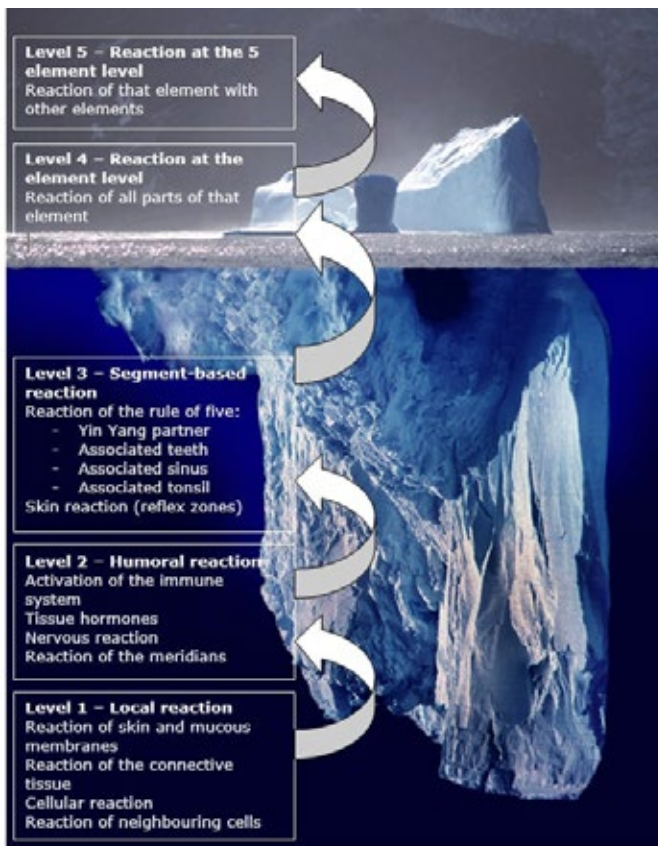 Level 5 – Reaction at the 5
element level
Reaction of that element with
other elements
Level 4 – Reaction at the
element level
Reaction of all parts of that
element
Level 3 – Segment-based
reaction
Reaction of the rule of five:
- Yin Yang partner
- Associated teeth
- Associated sinus
- Associated tonsil
Skin reaction (reflex zones)
Level 2 – Humoral reaction
Activation of the immune
system
Tissue hormones
Nervous reaction
Reaction of the meridians
Level 1 – Local reaction
Reaction of skin and mucous
membranes
Reaction of the connective
tissue
Cellular reaction
Reaction of neighbouring cells